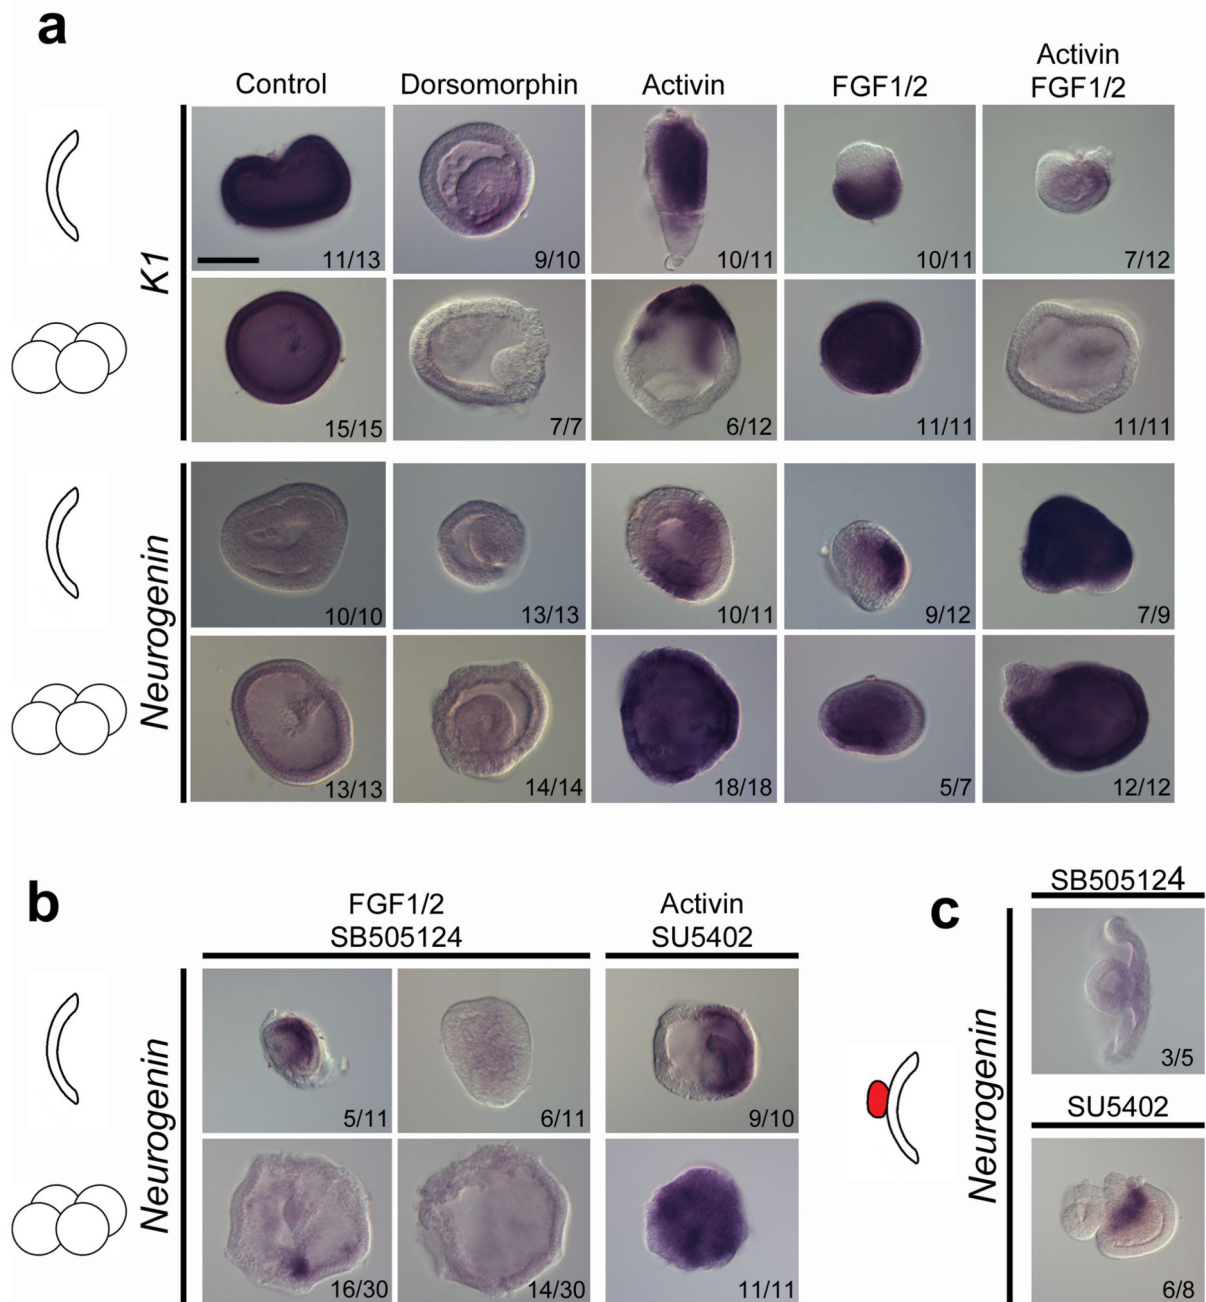 a
Control
Dorsomorphin
Activin
FGF1/2
Activin
FGF1/2
K1
11/13
9/10
10/11
10/11
7/12
15/15
7/7
6/12
11/11
11/11
Neurogenin
10/10
13/13
10/11
9/12
7/9
13/13
14/14
18/18
5/7
12/12
b
FGF1/2
SB505124
Activin
SU5402
Neurogenin
5/11
6/11
9/10
16/30
14/30
11/11
c
SB505124
Neurogenin
3/5
SU5402
6/8